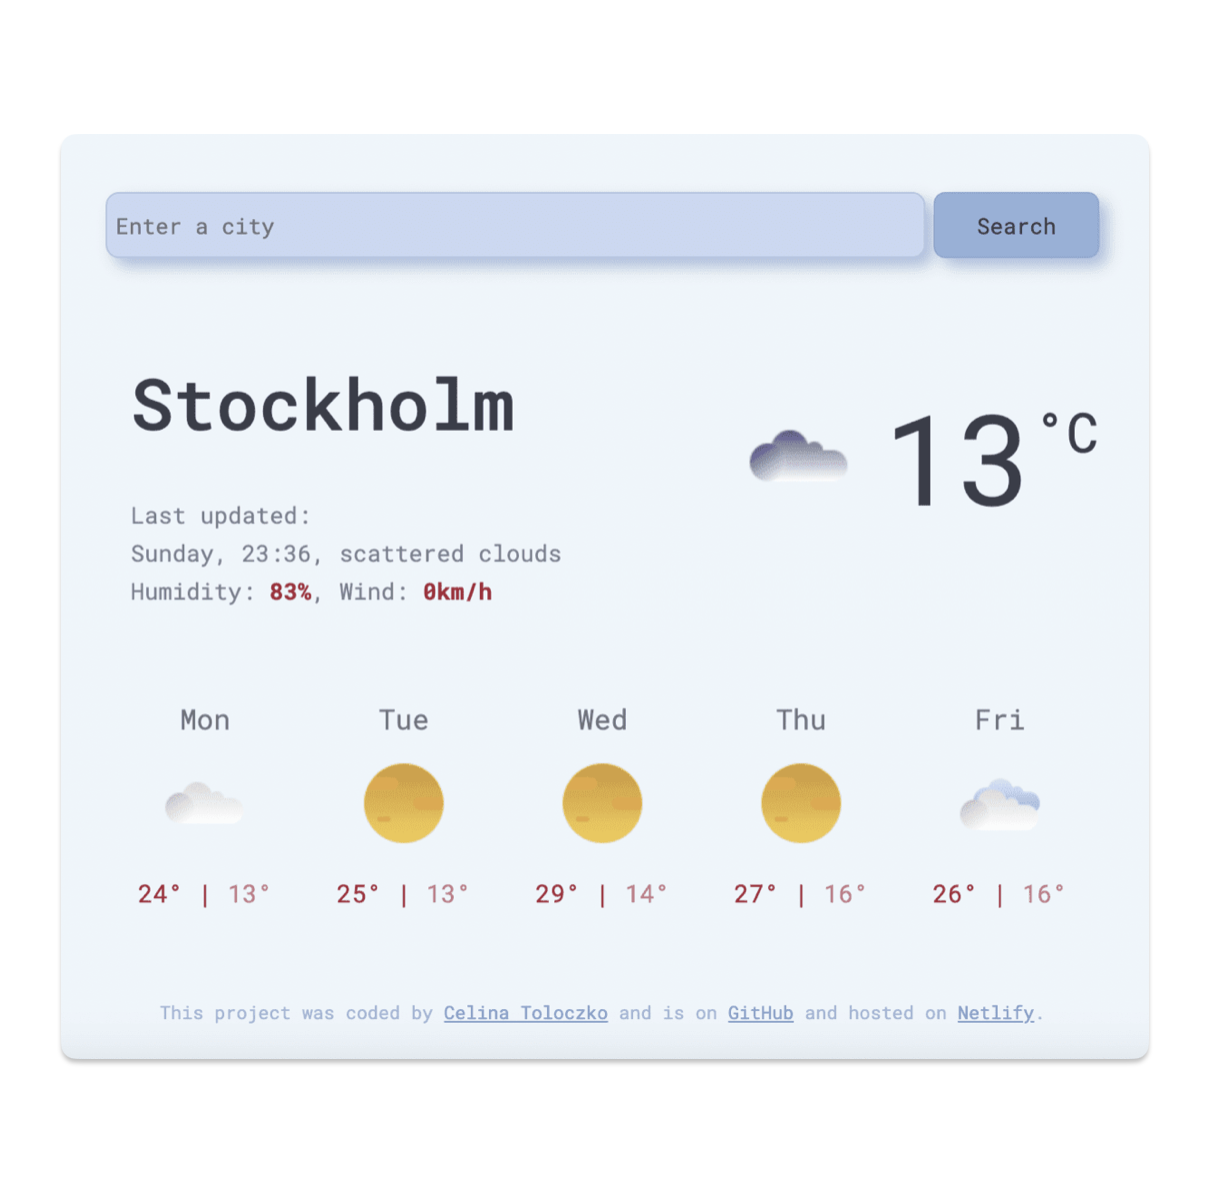 Enter a city
Search
Stockholm
13 °C
Last updated:
Sunday, 23:36, scattered clouds
Humidity: 83%, Wind: 0km/h
Mon Tue Wed Thu Fri
24° | 13° 25° | 13° 29° | 14° 27° | 16° 26° | 16°
This project was coded by Celina Toloczko and is on GitHub and hosted on Netlify.